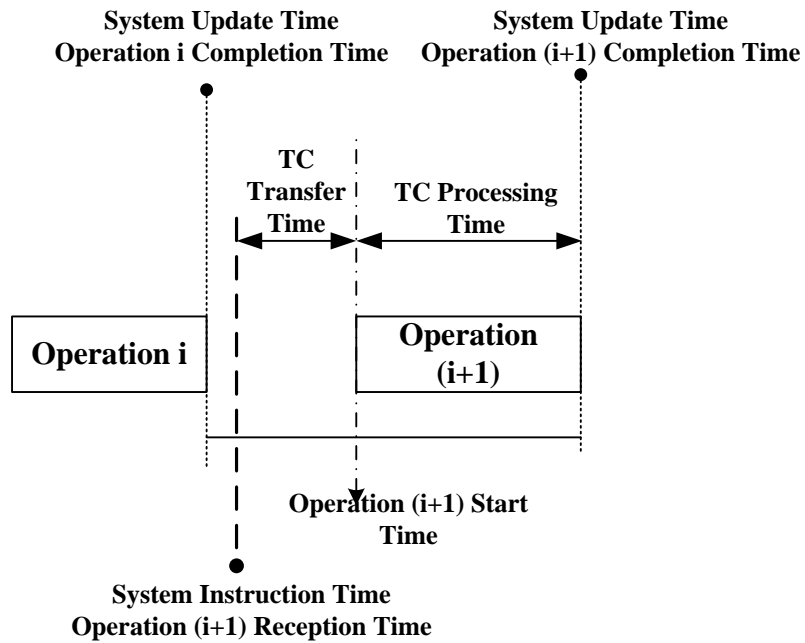 System Update Time
Operation i Completion Time
System Update Time
Operation (i+1) Completion Time
TC
Transfer
Time
TC Processing
Time
Operation i
Operation
(i+1)
Operation (i+1) Start
Time
System Instruction Time
Operation (i+1) Reception Time